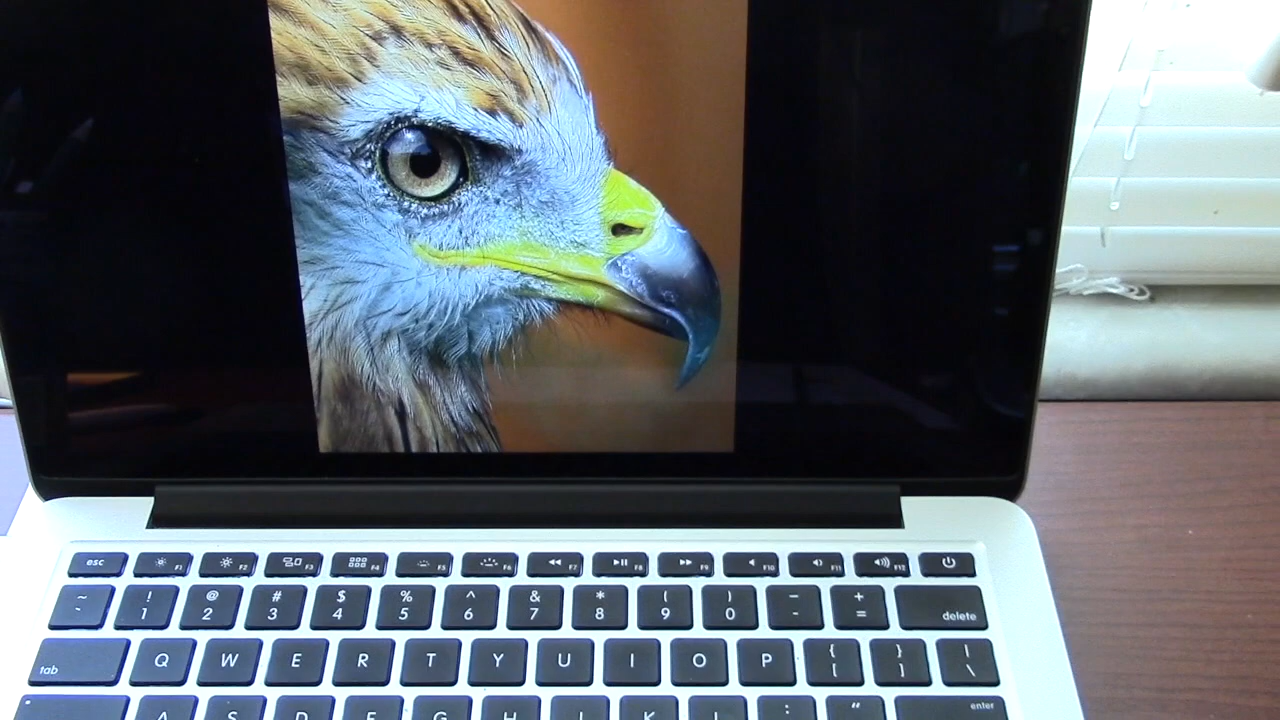 esc F1 F2 F3 F4 F5 F6 F7 F8 F9 F10 F11 F12
~ ! @ # $ % ^ & * ( ) - +
` 1 2 3 4 5 6 7 8 9 0 - = delete
{ } |
tab Q W E R T Y U I O P [ ] \
A S D F G H J K L : “ enter